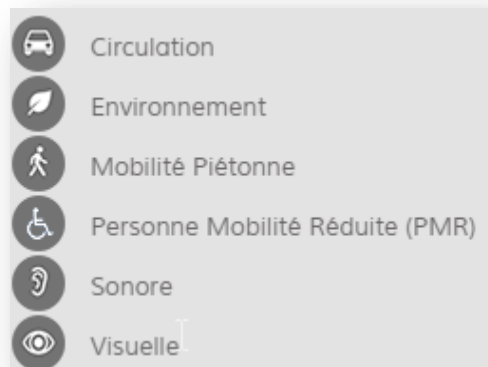 Circulation
Environnement
Mobilité Piétonne
Personne Mobilité Réduite (PMR)
Sonore
Visuelle